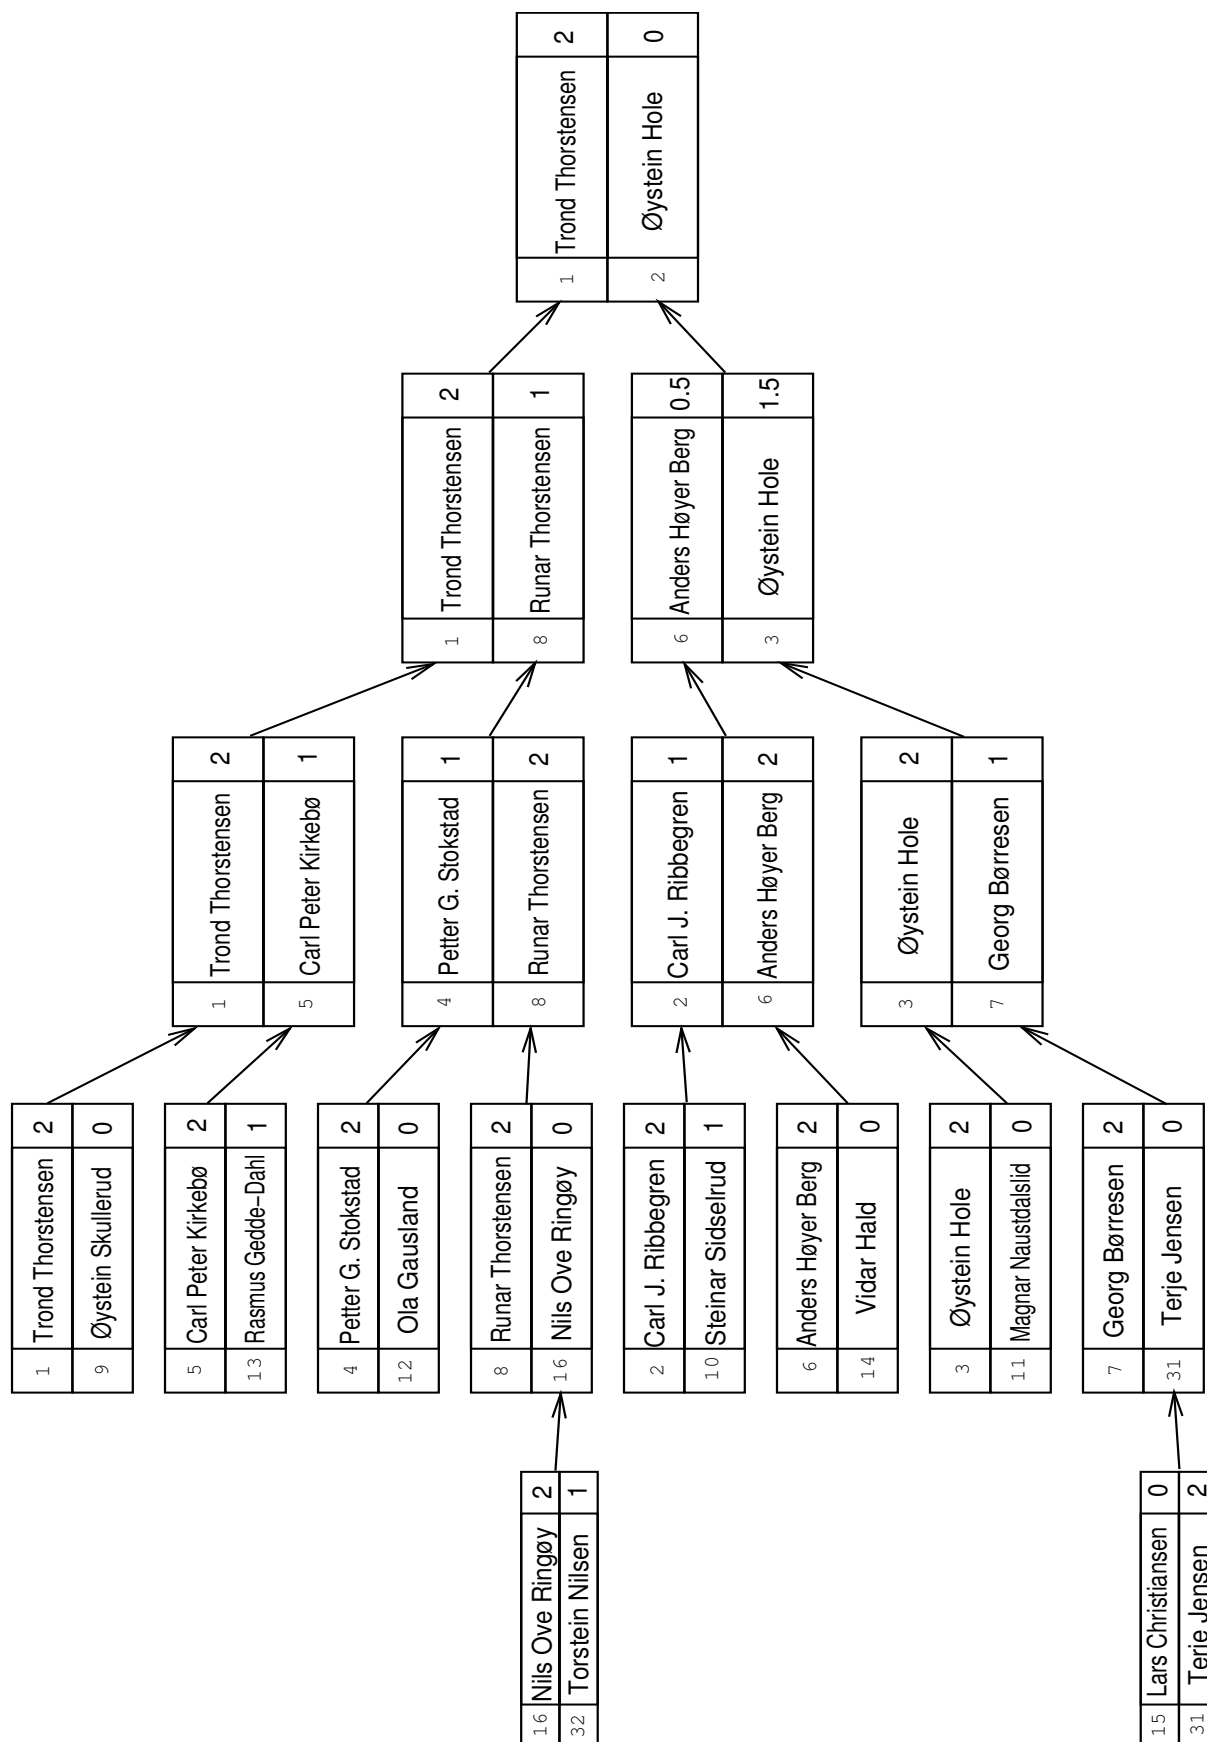 1 Trond Thorstensen 2
2 Øystein Hole 0
1 Trond Thorstensen 2
8 Runar Thorstensen 1
6 Anders Høyer Berg 0.5
3 Øystein Hole 1.5
1 Trond Thorstensen 2
5 Carl Peter Kirkebø 1
4 Petter G. Stokstad 1
8 Runar Thorstensen 2
2 Carl J. Ribbegren 1
6 Anders Høyer Berg 2
3 Øystein Hole 2
7 Georg Børresen 1
1 Trond Thorstensen 2
9 Øystein Skullerud 0
5 Carl Peter Kirkebø 2
13 Rasmus Gedde-Dahl 1
4 Petter G. Stokstad 2
12 Ola Gausland 0
8 Runar Thorstensen 2
16 Nils Ove Ringøy 0
2 Carl J. Ribbegren 2
10 Steinar Sidselrud 1
6 Anders Høyer Berg 2
14 Vidar Hald 0
3 Øystein Hole 2
11 Magnar Naustdalslid 0
7 Georg Børresen 2
31 Terje Jensen 0
16 Nils Ove Ringøy 2
32 Torstein Nilsen 1
15 Lars Christiansen 0
31 Terje Jensen 2